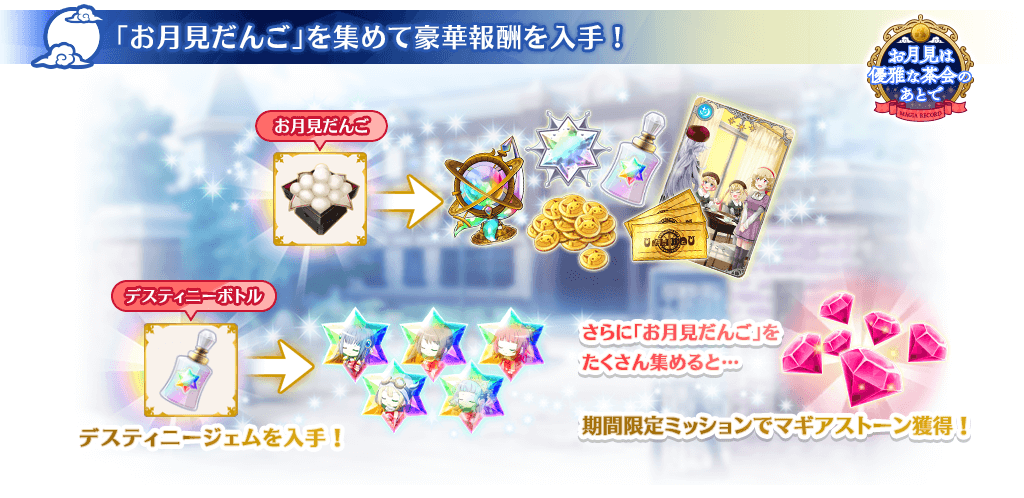 「お月見だんご」を集めて豪華報酬を入手！
お月見は
優雅な茶会の
あとで
MAGIA RECORD
お月見だんご
デスティニーボトル
デスティニージェムを入手！
さらに「お月見だんご」を
たくさん集めると…
期間限定ミッションでマギアストーン獲得！